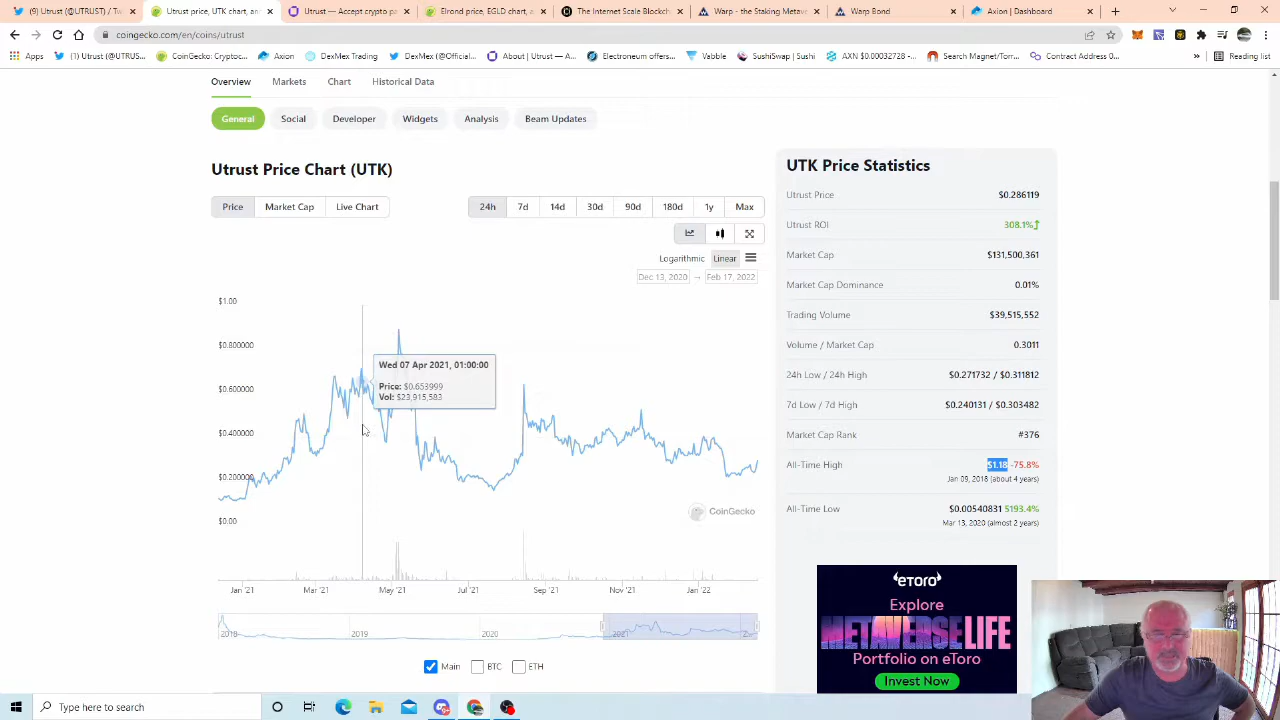 (1) Utrust (@UTRUST) / T
Utrust price, UTK chart, an
Utrust — Accept crypto p
Elrond price, EGLD chart, a
The Internet Scale Blockch
Warp - the Staking Metav
Warp Bond
Axion | Dashboard
coingecko.com/en/coins/utrust
Apps
(1) Utrust (@UTRUS...
CoinGecko: Cryptoc...
Axion
DexMex Trading
DexMex (@Official...
About | Utrust — A...
Electroneum offers...
Vabble
SushiSwap | Sushi
AXN $0.00032728 -...
Search Magnet/Torr...
Contract Address 0...
»
Reading list
Overview
Markets
Chart
Historical Data
General
Social
Developer
Widgets
Analysis
Beam Updates
Utrust Price Chart (UTK)
Price
Market Cap
Live Chart
24h
7d
14d
30d
90d
180d
1y
Max
Logarithmic
Linear
Dec 13, 2020 → Feb 17, 2022
$1.00
$0.800000
$0.600000
$0.400000
$0.200000
$0.00
Wed 07 Apr 2021, 01:00:00
Price: $0.653999
Vol: $23,915,583
CoinGecko
Jan '21
Mar '21
May '21
Jul '21
Sep '21
Nov '21
Jan '22
2018
2019
2020
2021
Main
BTC
ETH
UTK Price Statistics
Utrust Price $0.286119
Utrust ROI 308.1%
Market Cap $131,500,361
Market Cap Dominance 0.01%
Trading Volume $39,515,552
Volume / Market Cap 0.3011
24h Low / 24h High $0.271732 / $0.311812
7d Low / 7d High $0.240131 / $0.303482
Market Cap Rank #376
All-Time High $1.18 -75.8%
Jan 09, 2018 (about 4 years)
All-Time Low $0.00540831 5193.4%
Mar 13, 2020 (almost 2 years)
eToro
Explore
METAVERSELIFE
Portfolio on eToro
Invest Now
Type here to search